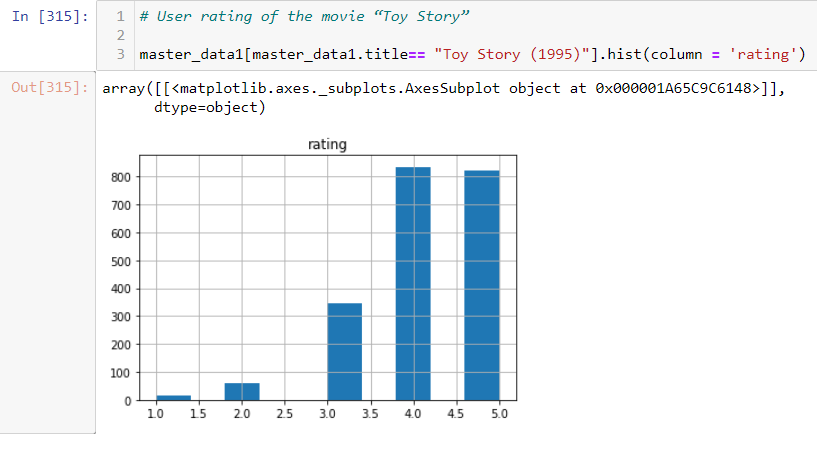 In [315]:
1 # User rating of the movie “Toy Story”
2
3 master_data1[master_data1.title== "Toy Story (1995)"].hist(column = 'rating')
Out[315]: array([[<matplotlib.axes._subplots.AxesSubplot object at 0x000001A65C9C6148>]],
dtype=object)
rating
800
700
600
500
400
300
200
100
0
1.0 1.5 2.0 2.5 3.0 3.5 4.0 4.5 5.0